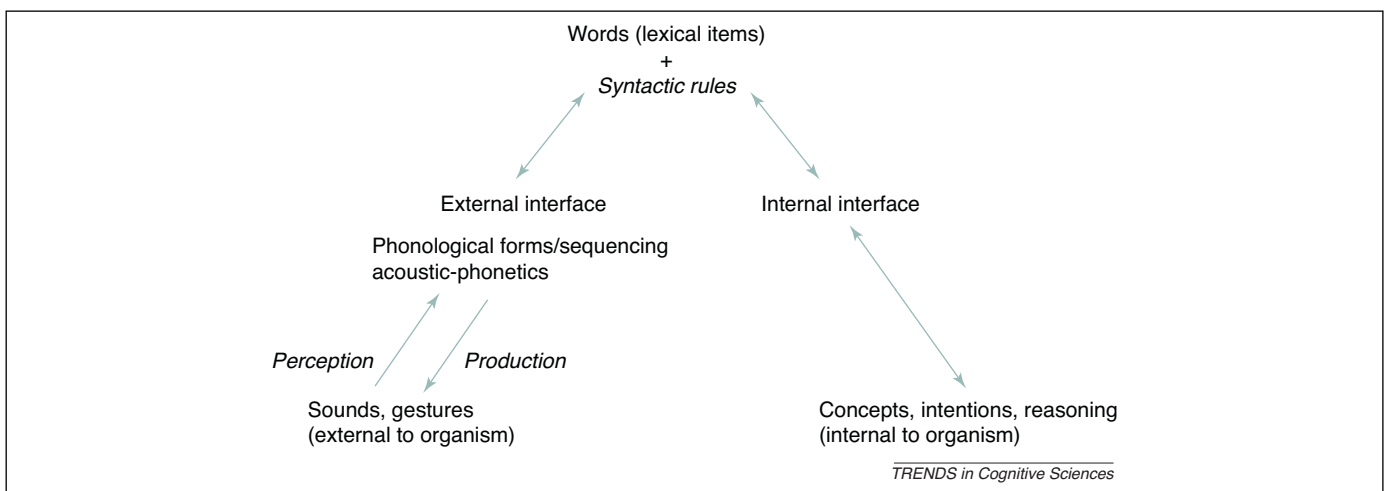 Words (lexical items)
+
Syntactic rules
External interface
Internal interface
Phonological forms/sequencing
acoustic-phonetics
Perception
Production
Sounds, gestures
(external to organism)
Concepts, intentions, reasoning
(internal to organism)
TRENDS in Cognitive Sciences